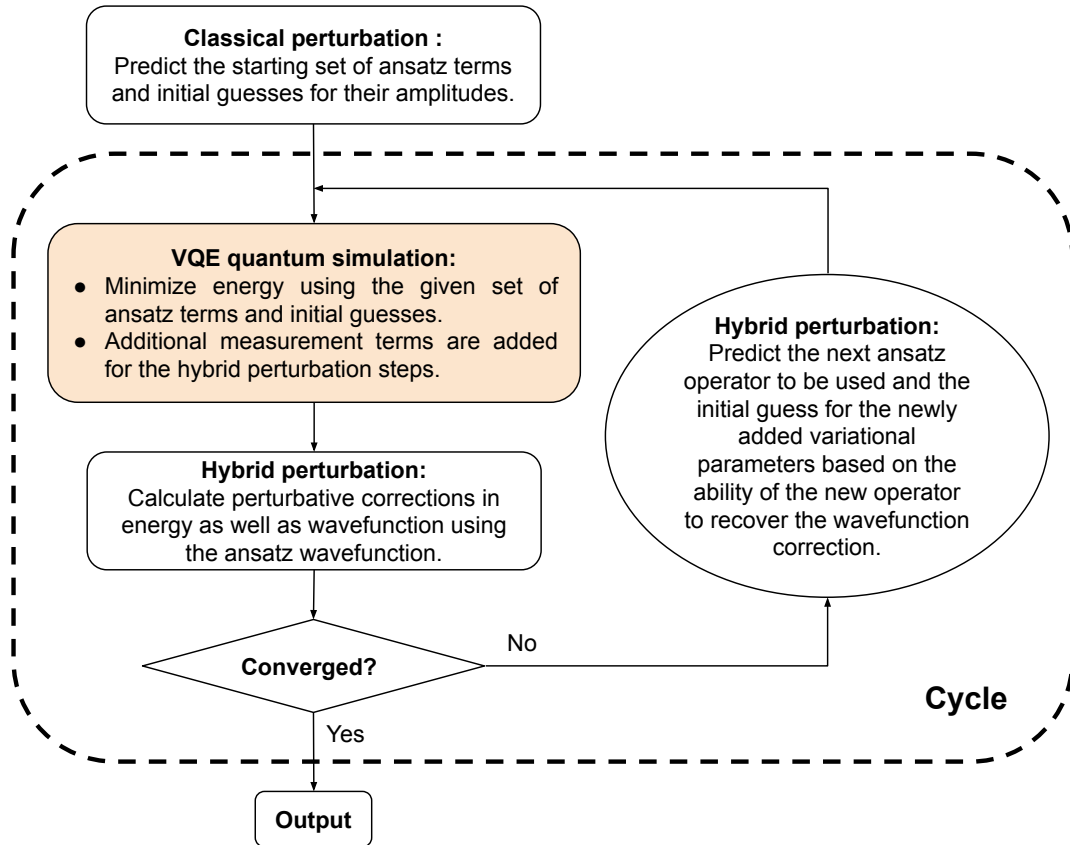 Classical perturbation :
Predict the starting set of ansatz terms
and initial guesses for their amplitudes.
VQE quantum simulation:
● Minimize energy using the given set of
ansatz terms and initial guesses.
● Additional measurement terms are added
for the hybrid perturbation steps.
Hybrid perturbation:
Calculate perturbative corrections in
energy as well as wavefunction using
the ansatz wavefunction.
Converged?
No
Hybrid perturbation:
Predict the next ansatz
operator to be used and the
initial guess for the newly
added variational
parameters based on the
ability of the new operator
to recover the wavefunction
correction.
Cycle
Yes
Output